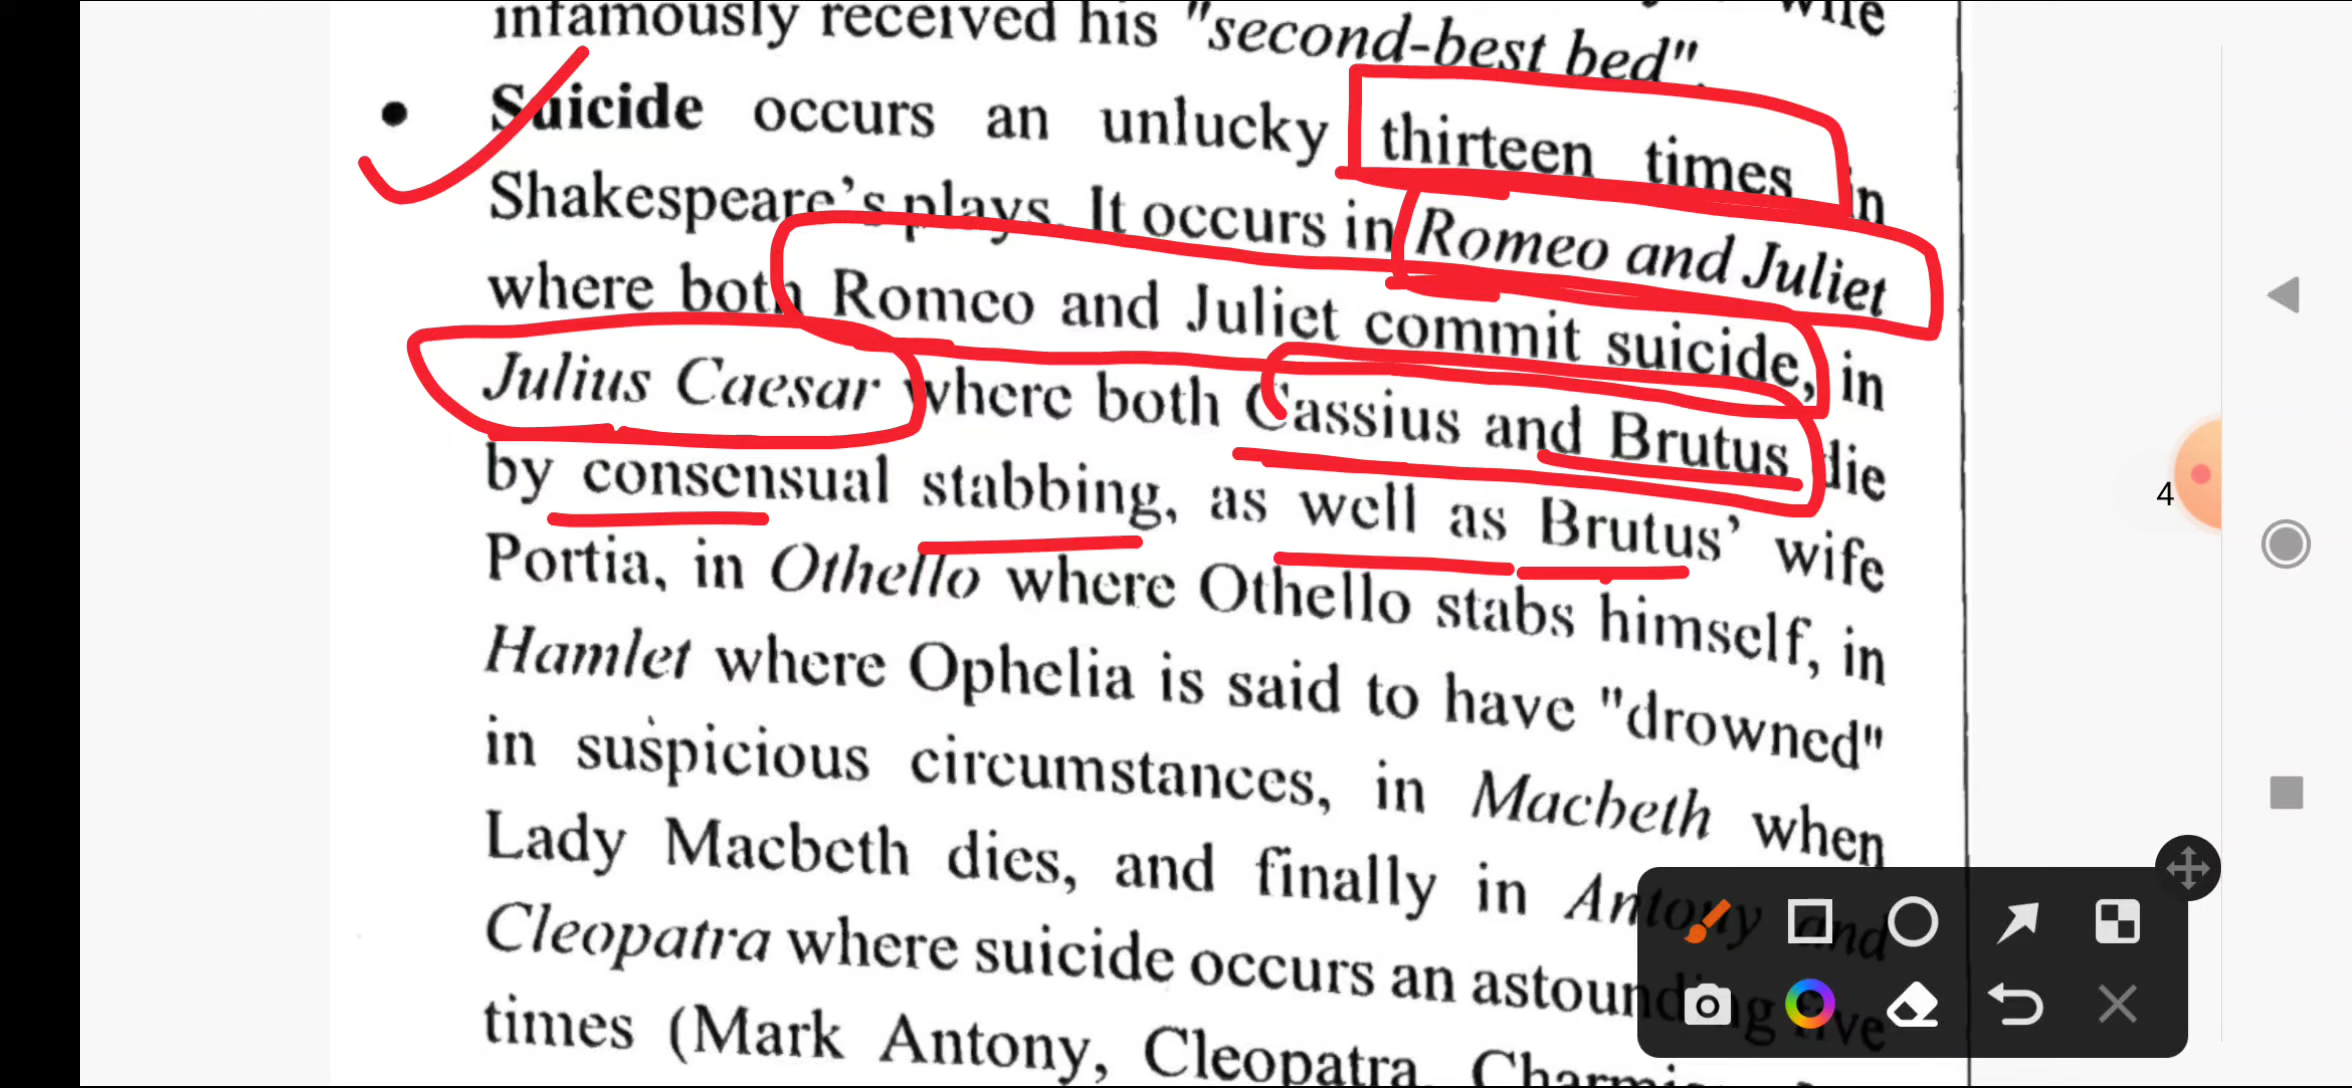 infamously received his "second-best bed". wife
• Suicide occurs an unlucky thirteen times in
Shakespeare's plays. It occurs in Romeo and Juliet
where both Romeo and Juliet commit suicide, in
Julius Caesar where both Cassius and Brutus die
by consensual stabbing, as well as Brutus' wife
Portia, in Othello where Othello stabs himself, in
Hamlet where Ophelia is said to have "drowned"
in suspicious circumstances, in Macbeth when
Lady Macbeth dies, and finally in Antony and
Cleopatra where suicide occurs an astounding five
times (Mark Antony, Cleopatra,
4